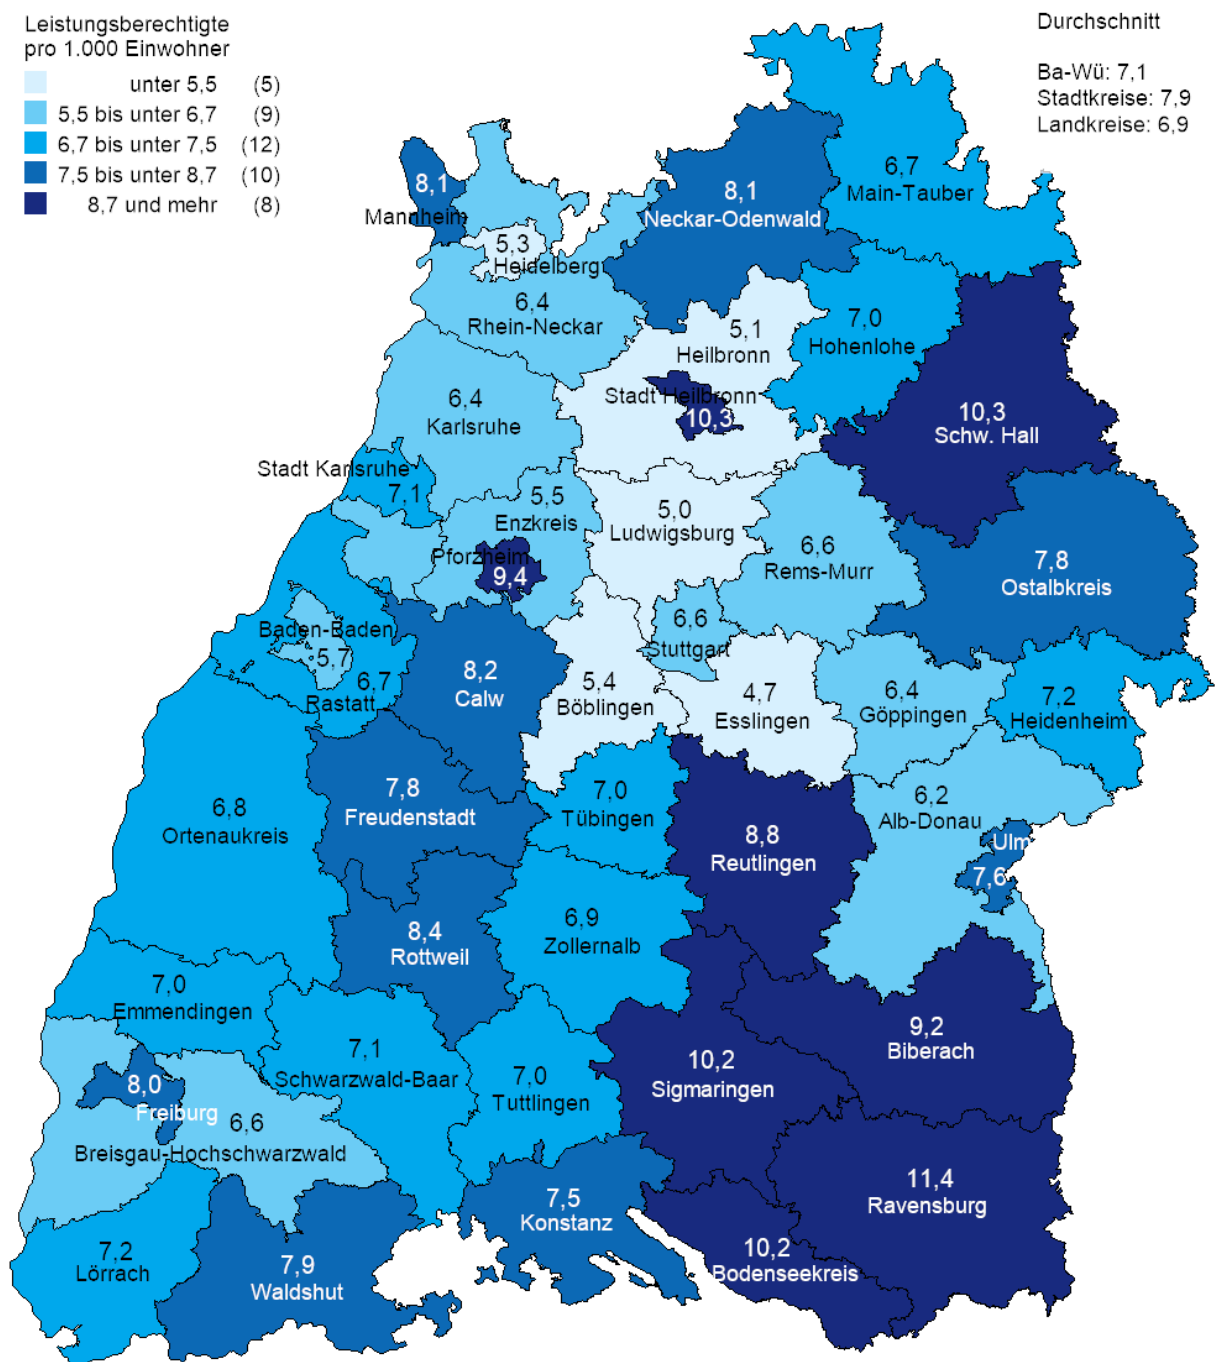 Leistungsberechtigte
pro 1.000 Einwohner
unter 5,5 (5)
5,5 bis unter 6,7 (9)
6,7 bis unter 7,5 (12)
7,5 bis unter 8,7 (10)
8,7 und mehr (8)
Durchschnitt
Ba-Wü: 7,1
Stadtkreise: 7,9
Landkreise: 6,9
8,1
Mannheim
8,1
Neckar-Odenwald
6,7
Main-Tauber
5,3
Heidelberg
6,4
Rhein-Neckar
5,1
Heilbronn
7,0
Hohenlohe
Stadt Heilbronn
10,3
6,4
Karlsruhe
10,3
Schw. Hall
Stadt Karlsruhe
7,1
5,5
Enzkreis
5,0
Ludwigsburg
Pforzheim
9,4
6,6
Rems-Murr
7,8
Ostalbkreis
Baden-Baden
5,7
6,7
Rastatt
8,2
Calw
5,4
Böblingen
6,6
Stuttgart
4,7
Esslingen
6,4
Göppingen
7,2
Heidenheim
6,8
Ortenaukreis
7,8
Freudenstadt
7,0
Tübingen
8,8
Reutlingen
6,2
Alb-Donau
Ulm
7,6
8,4
Rottweil
6,9
Zollernalb
7,0
Emmendingen
7,1
Schwarzwald-Baar
7,0
Tuttlingen
10,2
Sigmaringen
9,2
Biberach
8,0
Freiburg
6,6
Breisgau-Hochschwarzwald
7,5
Konstanz
11,4
Ravensburg
7,2
Lörrach
7,9
Waldshut
10,2
Bodenseekreis